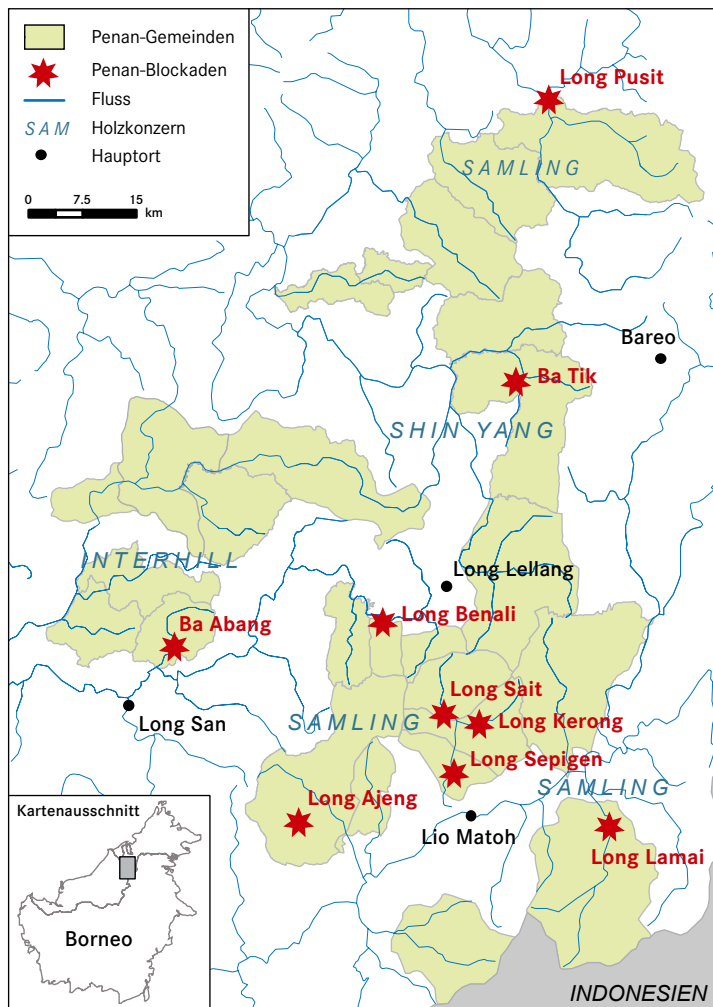 Penan-Gemeinden
Penan-Blockaden
Fluss
SAM Holzkonzern
Hauptort
0 7.5 15
km
Long Pusit
SAMLING
Bareo
Ba Tik
SHIN YANG
INTERHILL
Long Lellang
Long Benali
Ba Abang
Long Sait
Long San
SAMLING
Long Kerong
Long Sepigen
SAMLING
Long Ajeng
Kartenausschnitt
Lio Matoh
Long Lamai
Borneo
INDONESIEN